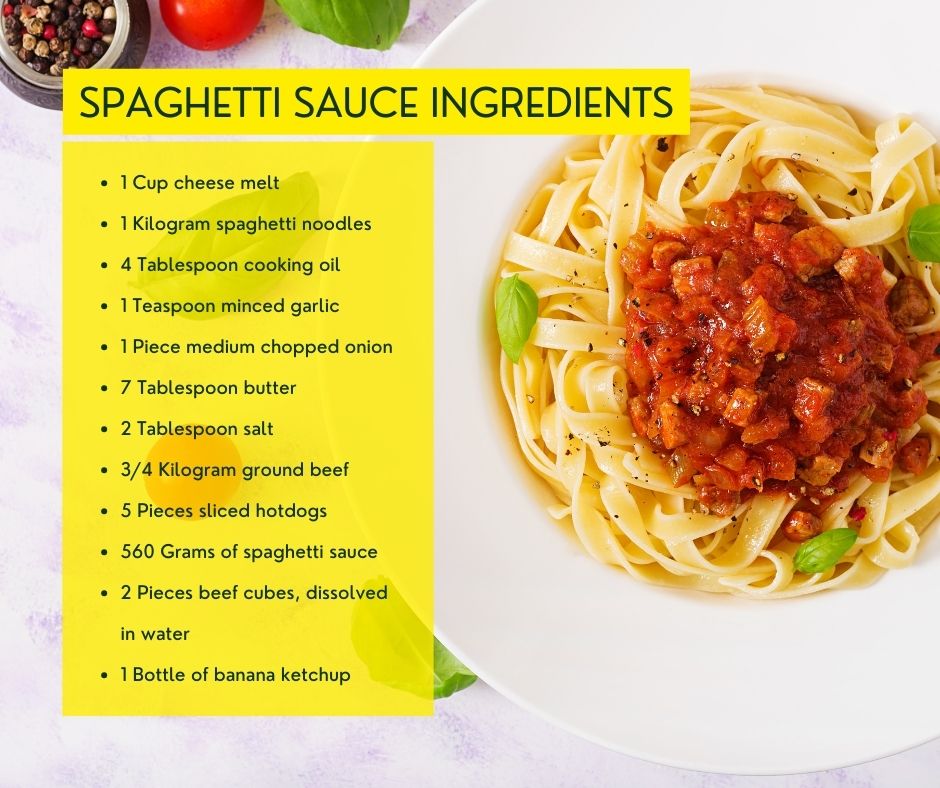 SPAGHETTI SAUCE INGREDIENTS
• 1 Cup cheese melt
• 1 Kilogram spaghetti noodles
• 4 Tablespoon cooking oil
• 1 Teaspoon minced garlic
• 1 Piece medium chopped onion
• 7 Tablespoon butter
• 2 Tablespoon salt
• 3/4 Kilogram ground beef
• 5 Pieces sliced hotdogs
• 560 Grams of spaghetti sauce
• 2 Pieces beef cubes, dissolved
in water
• 1 Bottle of banana ketchup